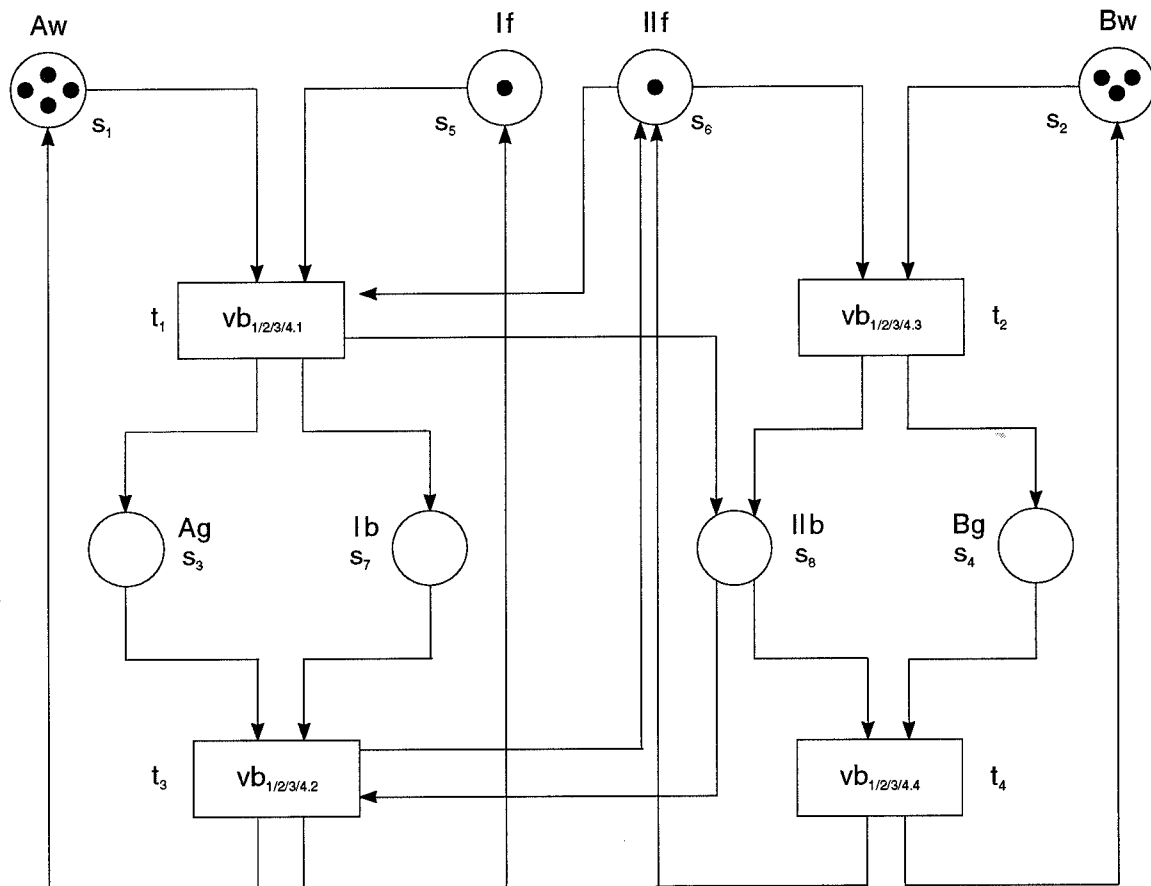 Aw
If
IIf
Bw
s₁
s₅
s₆
s₂
t₁
vb₁/₂/₃/₄.₁
vb₁/₂/₃/₄.₃
t₂
Ag
s₃
Ib
s₇
IIb
s₈
Bg
s₄
t₃
vb₁/₂/₃/₄.₂
vb₁/₂/₃/₄.₄
t₄